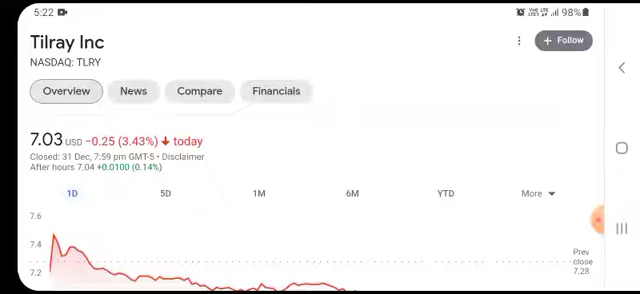 5:22
VoI) LTE 98%
Tilray Inc
Follow
NASDAQ: TLRY
Overview News Compare Financials
7.03 USD −0.25 (3.43%) today
Closed: 31 Dec, 7:59 pm GMT-5 • Disclaimer
After hours 7.04 +0.0100 (0.14%)
1D 5D 1M 6M YTD More
7.6
7.4
7.2
Prev
close
7.28